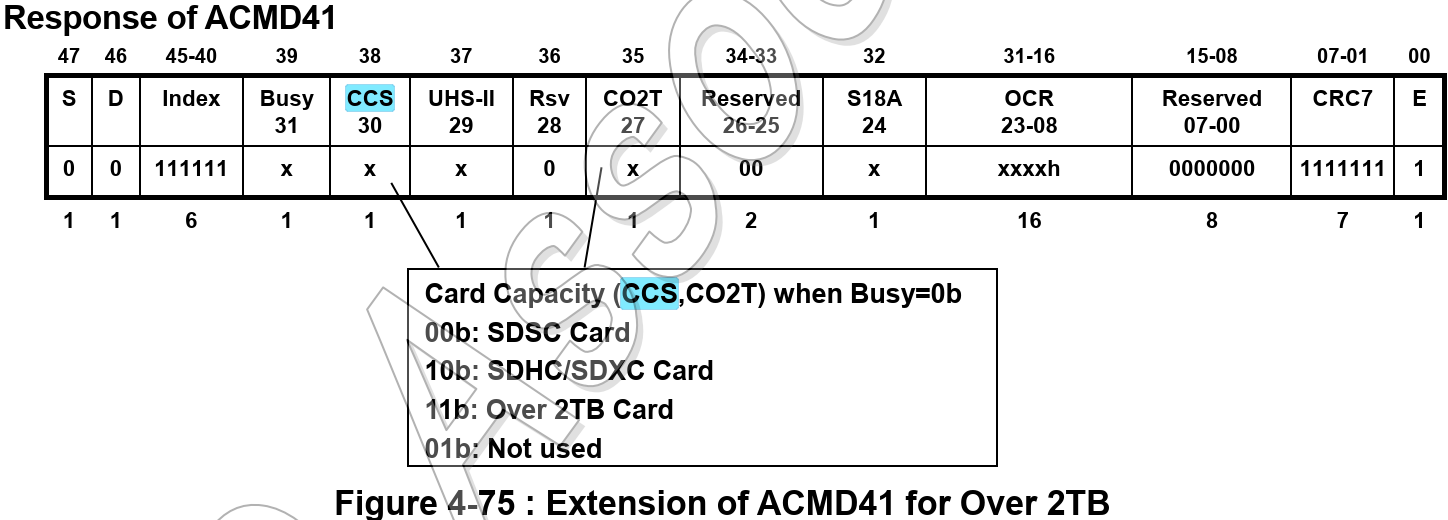 Response of ACMD41
47 46 45-40 39 38 37 36 35 34-33 32 31-16 15-08 07-01 00
S D Index Busy CCS UHS-II Rsv CO2T Reserved S18A OCR Reserved CRC7 E
31 30 29 28 27 26-25 24 23-08 07-00
0 0 111111 x x x 0 x 00 x xxxxh 0000000 1111111 1
1 1 6 1 1 1 1 1 2 1 16 8 7 1
Card Capacity (CCS,CO2T) when Busy=0b
00b: SDSC Card
10b: SDHC/SDXC Card
11b: Over 2TB Card
01b: Not used
Figure 4-75 : Extension of ACMD41 for Over 2TB